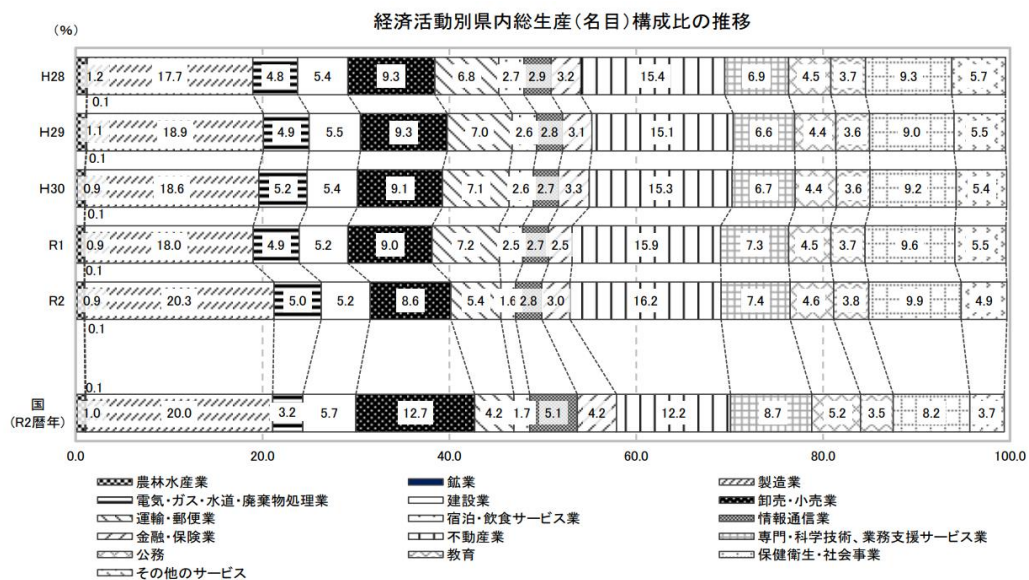 経済活動別県内総生産(名目)構成比の推移
(%)
H28 1.2 17.7 4.8 5.4 9.3 6.8 2.7 2.9 3.2 15.4 6.9 4.5 3.7 9.3 5.7
0.1
H29 1.1 18.9 4.9 5.5 9.3 7.0 2.6 2.8 3.1 15.1 6.6 4.4 3.6 9.0 5.5
0.1
H30 0.9 18.6 5.2 5.4 9.1 7.1 2.6 2.7 3.3 15.3 6.7 4.4 3.6 9.2 5.4
0.1
R1 0.9 18.0 4.9 5.2 9.0 7.2 2.5 2.7 2.5 15.9 7.3 4.5 3.7 9.6 5.5
0.1
R2 0.9 20.3 5.0 5.2 8.6 5.4 1.6 2.8 3.0 16.2 7.4 4.6 3.8 9.9 4.9
0.1
0.1
国
(R2暦年) 1.0 20.0 3.2 5.7 12.7 4.2 1.7 5.1 4.2 12.2 8.7 5.2 3.5 8.2 3.7
0.0 20.0 40.0 60.0 80.0 100.0
農林水産業 鉱業 製造業
電気・ガス・水道・廃棄物処理業 建設業 卸売・小売業
運輸・郵便業 宿泊・飲食サービス業 情報通信業
金融・保険業 不動産業 専門・科学技術、業務支援サービス業
公務 教育 保健衛生・社会事業
その他のサービス